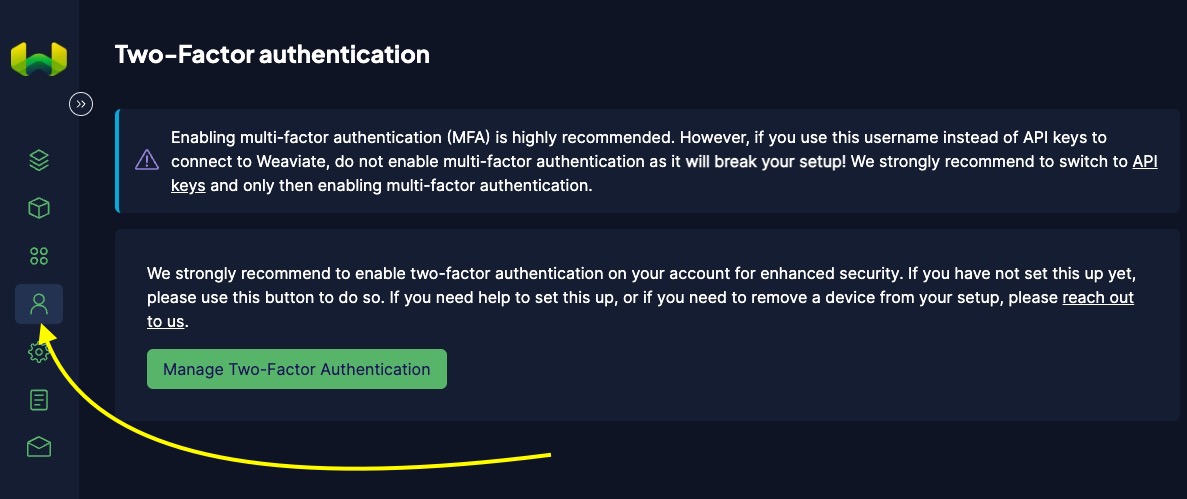 Two-Factor authentication
Enabling multi-factor authentication (MFA) is highly recommended. However, if you use this username instead of API keys to
connect to Weaviate, do not enable multi-factor authentication as it will break your setup! We strongly recommend to switch to API
keys and only then enabling multi-factor authentication.
We strongly recommend to enable two-factor authentication on your account for enhanced security. If you have not set this up yet,
please use this button to do so. If you need help to set this up, or if you need to remove a device from your setup, please reach out
to us.
Manage Two-Factor Authentication